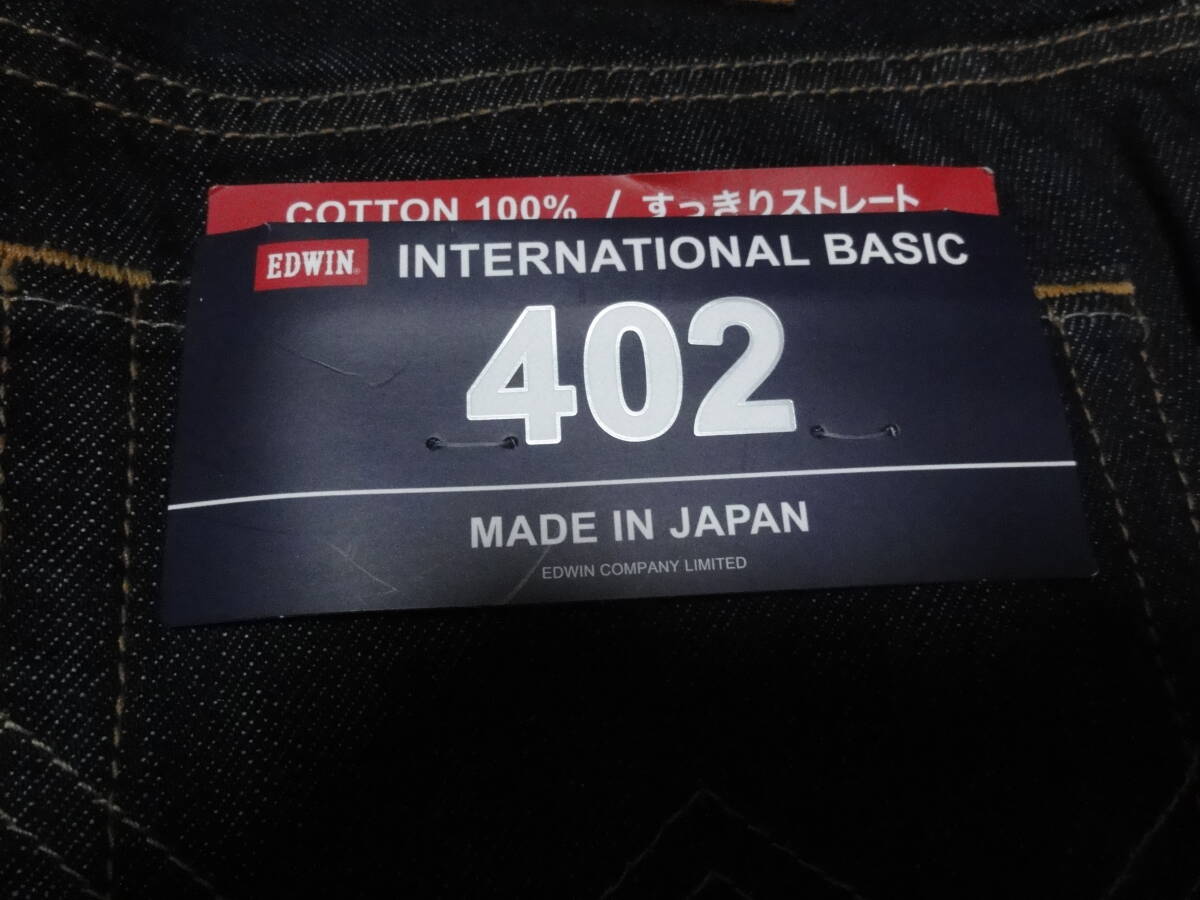 COTTON 100% / すっきりストレート
EDWIN® INTERNATIONAL BASIC
402
MADE IN JAPAN
EDWIN COMPANY LIMITED